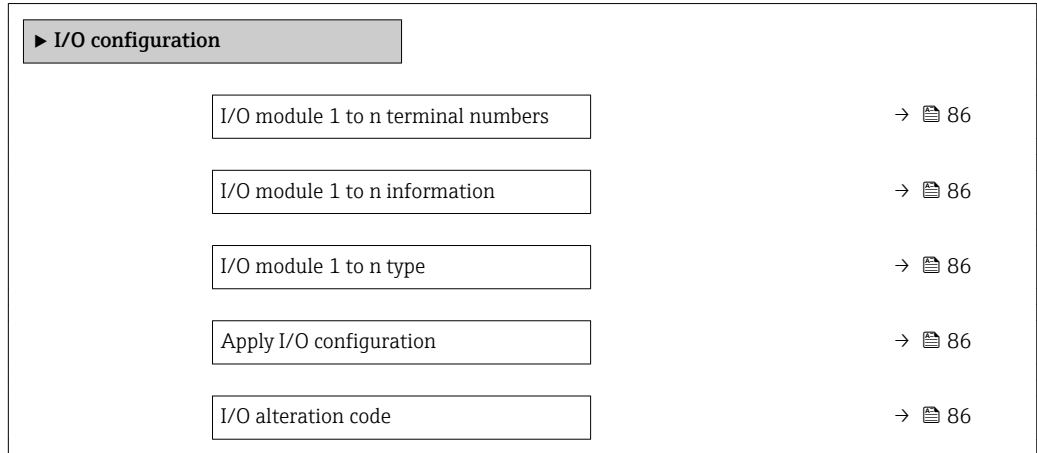 ► I/O configuration
I/O module 1 to n terminal numbers → 86
I/O module 1 to n information → 86
I/O module 1 to n type → 86
Apply I/O configuration → 86
I/O alteration code → 86